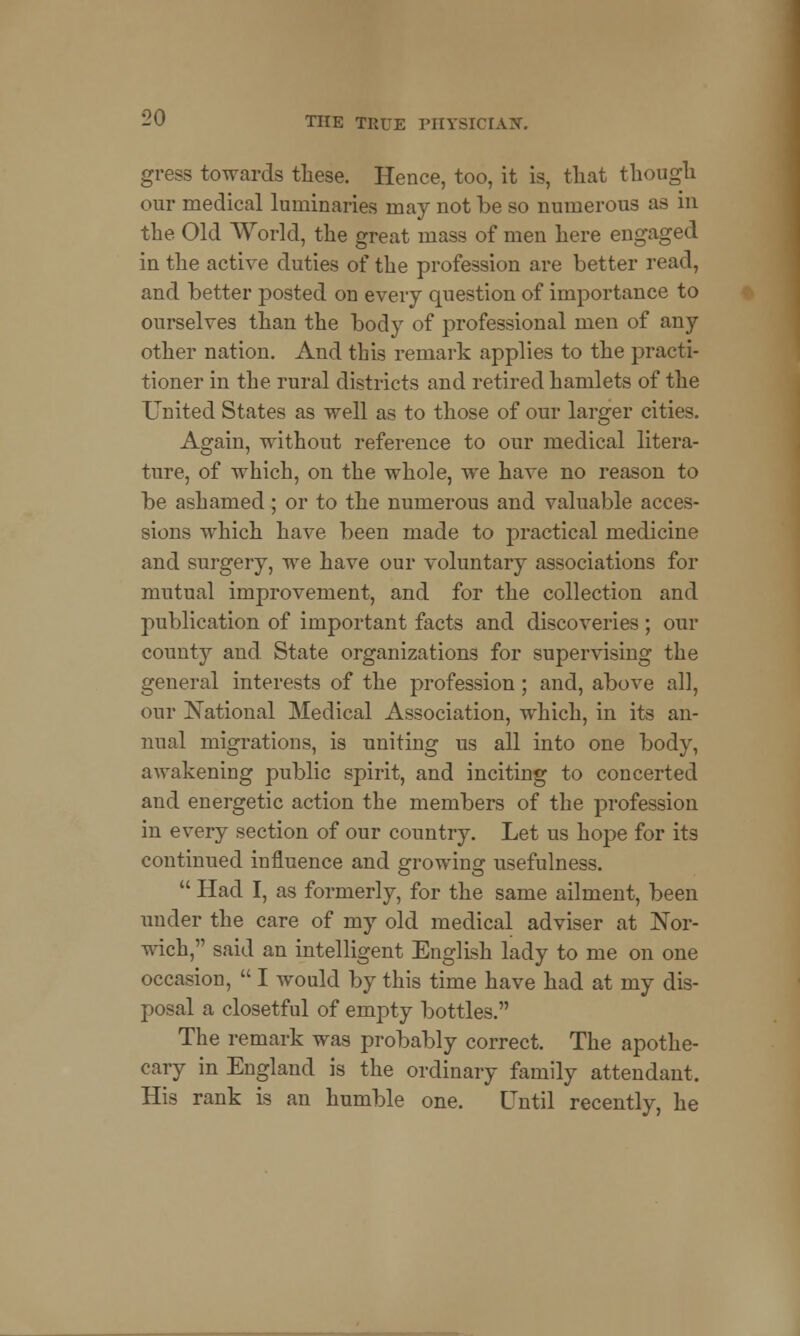 20 THE TRUE PHYSICIAN.
gress towards these. Hence, too, it is, that though
our medical luminaries may not be so numerous as in
the Old World, the great mass of men here engaged
in the active duties of the profession are better read,
and better posted on every question of importance to
ourselves than the body of professional men of any
other nation. And this remark applies to the practi-
tioner in the rural districts and retired hamlets of the
United States as well as to those of our larger cities.
Again, without reference to our medical litera-
ture, of which, on the whole, we have no reason to
be ashamed; or to the numerous and valuable acces-
sions which have been made to practical medicine
and surgery, we have our voluntary associations for
mutual improvement, and for the collection and
publication of important facts and discoveries; our
county and State organizations for supervising the
general interests of the profession; and, above all,
our National Medical Association, which, in its an-
nual migrations, is uniting us all into one body,
awakening public spirit, and inciting to concerted
and energetic action the members of the profession
in every section of our country. Let us hope for its
continued influence and growing usefulness.
“Had I, as formerly, for the same ailment, been
under the care of my old medical adviser at Nor-
wich,” said an intelligent English lady to me on one
occasion, “I would by this time have had at my dis-
posal a closetful of empty bottles.”
The remark was probably correct. The apothe-
cary in England is the ordinary family attendant.
His rank is an humble one. Until recently, he